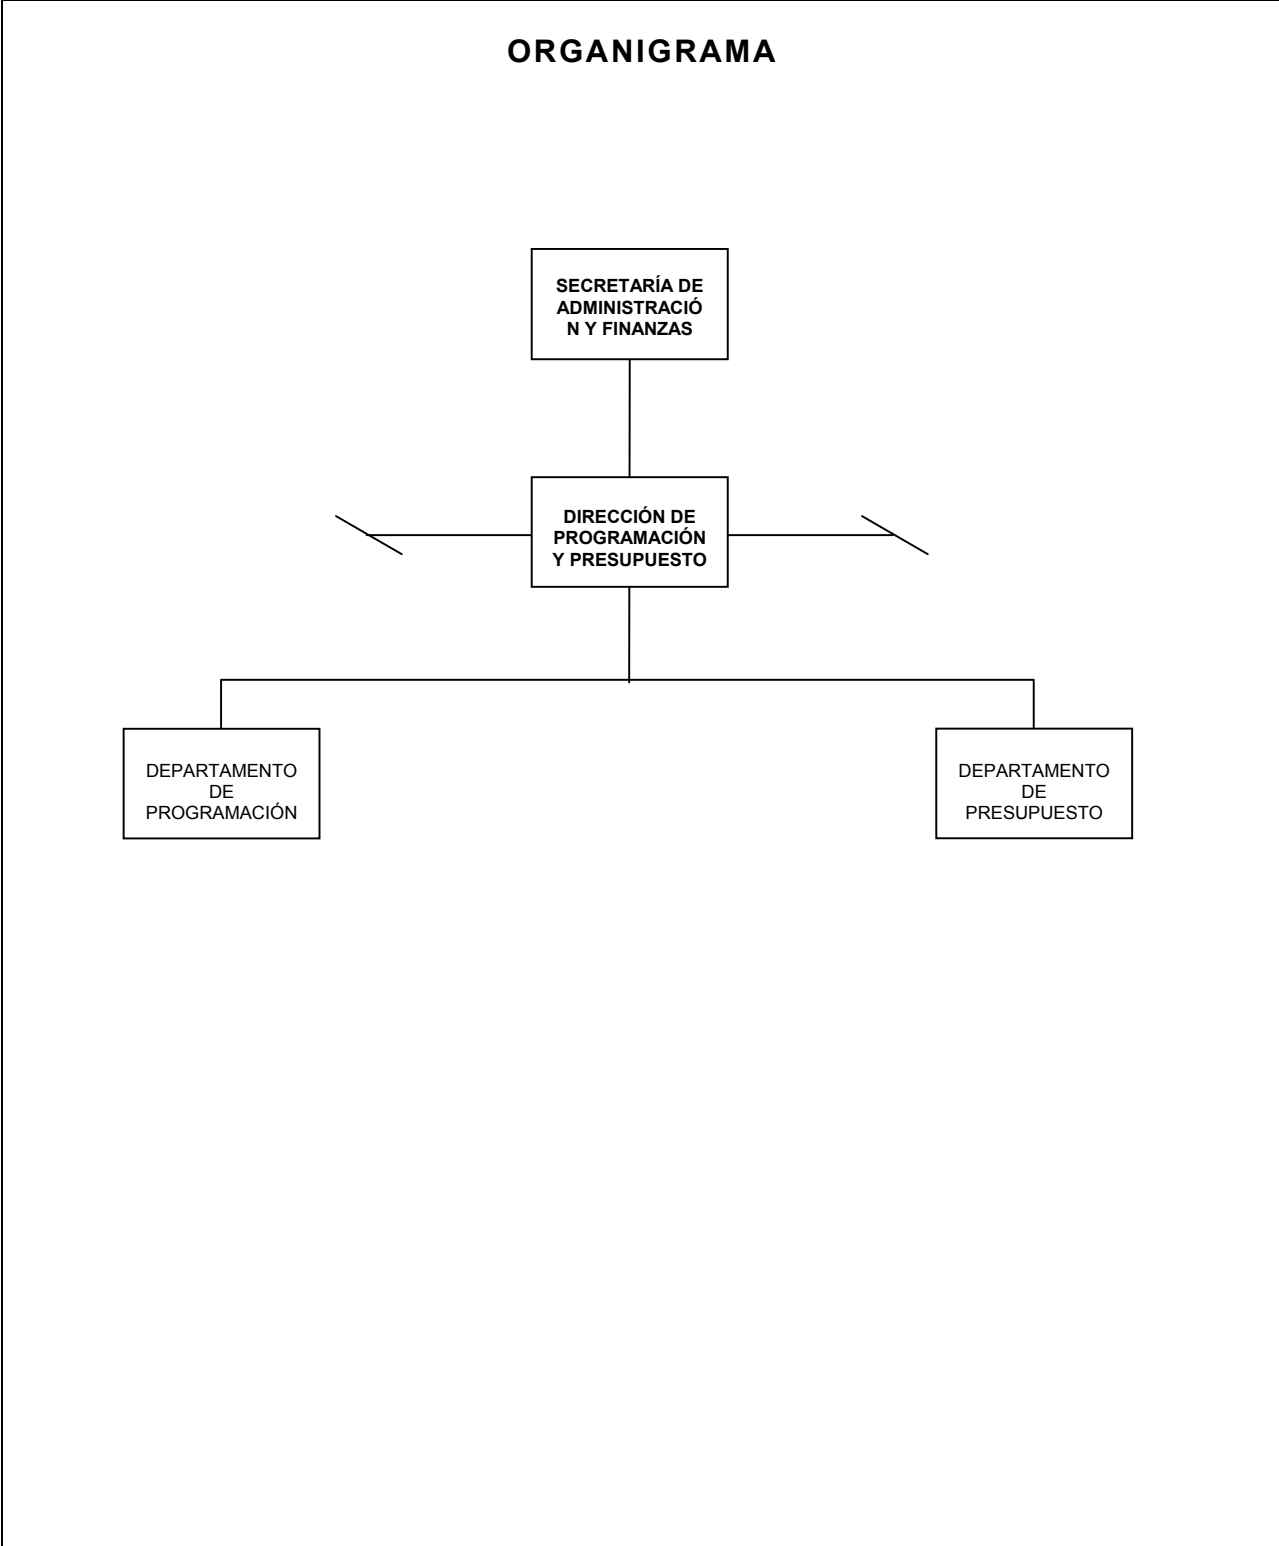 ORGANIGRAMA
SECRETARÍA DE
ADMINISTRACIÓ
N Y FINANZAS
DIRECCIÓN DE
PROGRAMACIÓN
Y PRESUPUESTO
DEPARTAMENTO
DE
PROGRAMACIÓN
DEPARTAMENTO
DE
PRESUPUESTO